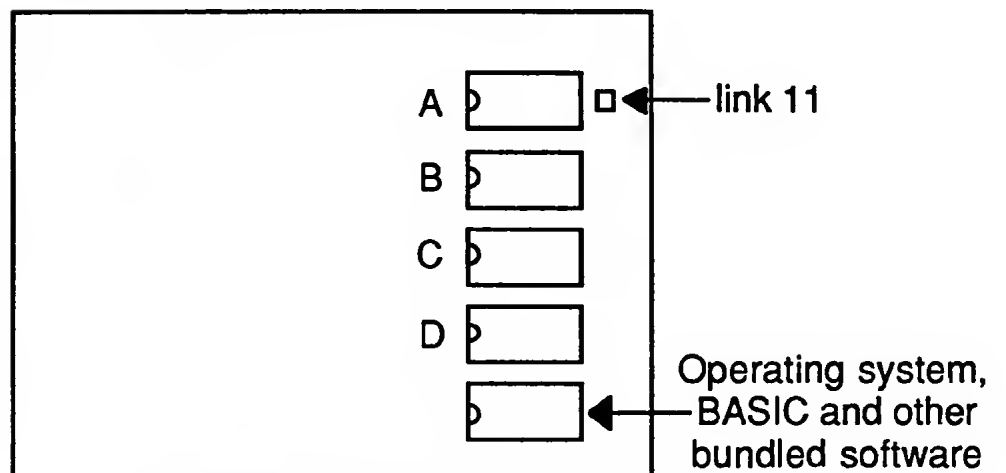 A
link 11
B
C
D
Operating system,
BASIC and other
bundled software